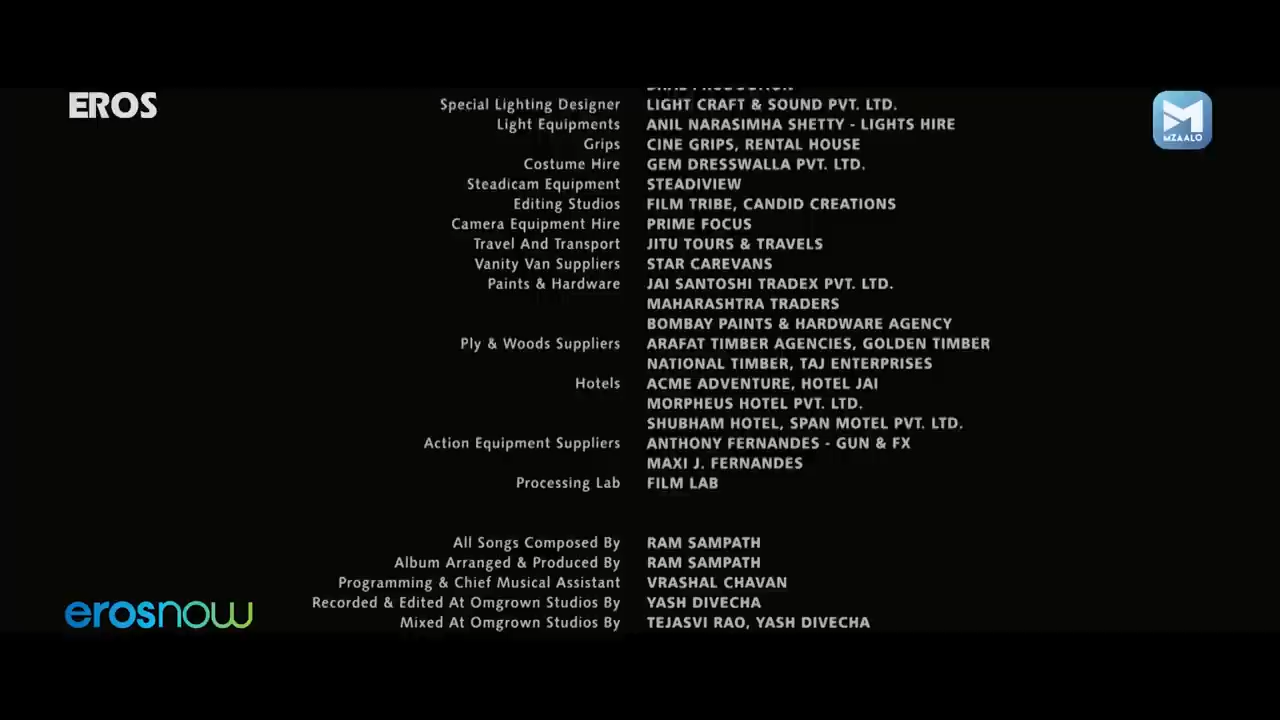 EROS
MZAALO
Special Lighting Designer LIGHT CRAFT & SOUND PVT. LTD.
Light Equipments ANIL NARASIMHA SHETTY - LIGHTS HIRE
Grips CINE GRIPS, RENTAL HOUSE
Costume Hire GEM DRESSWALLA PVT. LTD.
Steadicam Equipment STEADIVIEW
Editing Studios FILM TRIBE, CANDID CREATIONS
Camera Equipment Hire PRIME FOCUS
Travel And Transport JITU TOURS & TRAVELS
Vanity Van Suppliers STAR CAREVANS
Paints & Hardware JAI SANTOSHI TRADEX PVT. LTD.
MAHARASHTRA TRADERS
BOMBAY PAINTS & HARDWARE AGENCY
Ply & Woods Suppliers ARAFAT TIMBER AGENCIES, GOLDEN TIMBER
NATIONAL TIMBER, TAJ ENTERPRISES
Hotels ACME ADVENTURE, HOTEL JAI
MORPHEUS HOTEL PVT. LTD.
SHUBHAM HOTEL, SPAN MOTEL PVT. LTD.
Action Equipment Suppliers ANTHONY FERNANDES - GUN & FX
MAXI J. FERNANDES
Processing Lab FILM LAB
All Songs Composed By RAM SAMPATH
Album Arranged & Produced By RAM SAMPATH
Programming & Chief Musical Assistant VRASHAL CHAVAN
Recorded & Edited At Omgrown Studios By YASH DIVECHA
Mixed At Omgrown Studios By TEJASVI RAO, YASH DIVECHA
erosnow